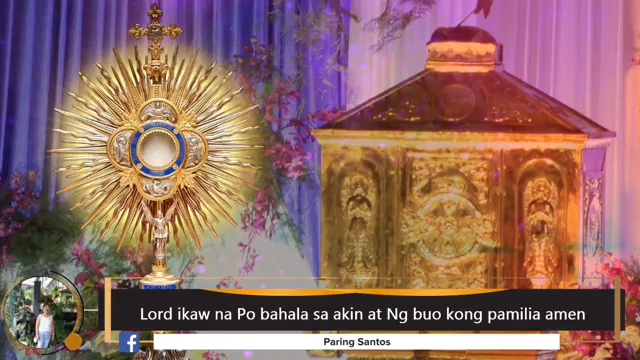 Lord ikaw na Po bahala sa akin at Ng buo kong pamilia amen
Paring Santos